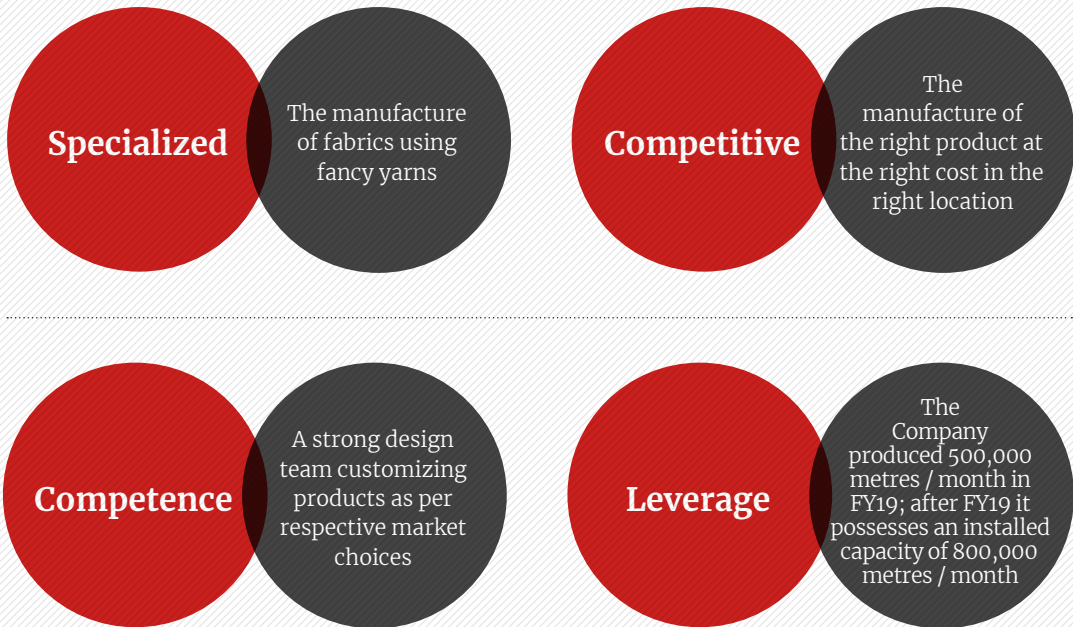 Specialized
The manufacture
of fabrics using
fancy yarns
Competitive
The
manufacture of
the right product at
the right cost in the
right location
Competence
A strong design
team customizing
products as per
respective market
choices
Leverage
The
Company
produced 500,000
metres / month in
FY19; after FY19 it
possesses an installed
capacity of 800,000
metres / month